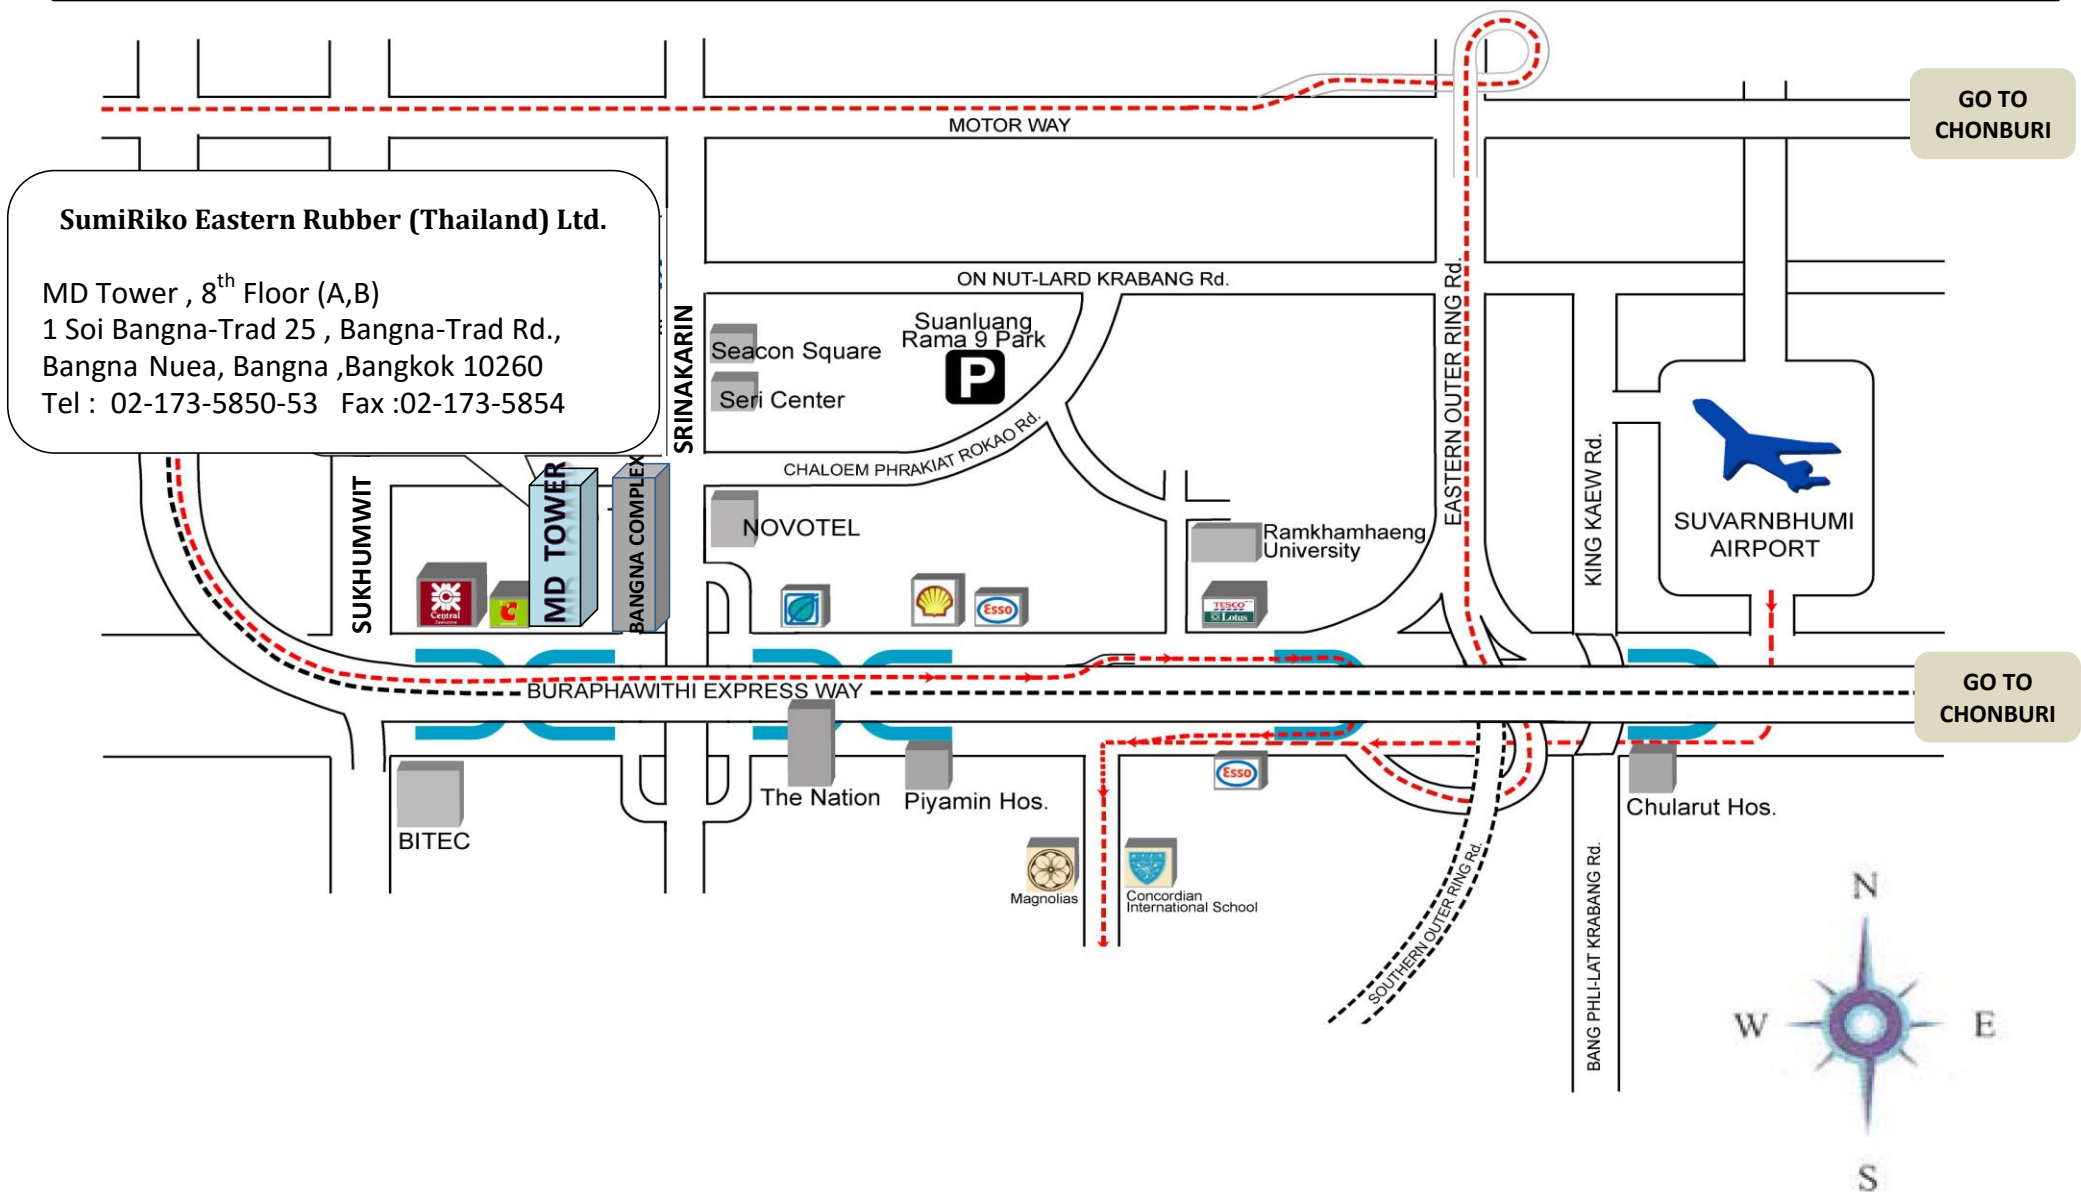 MOTOR WAY
GO TO
CHONBURI
SumiRiko Eastern Rubber (Thailand) Ltd.
MD Tower , 8th Floor (A,B)
1 Soi Bangna-Trad 25 , Bangna-Trad Rd.,
Bangna Nuea, Bangna ,Bangkok 10260
Tel : 02-173-5850-53 Fax :02-173-5854
ON NUT-LARD KRABANG Rd.
SRINAKARIN
Seacon Square
Seri Center
Suanluang
Rama 9 Park
P
CHALOEM PHRAKIAT ROKAO Rd.
EASTERN OUTER RING Rd.
KING KAEW Rd.
SUVARNBHUMI
AIRPORT
SUKHUMWIT
Central
MD TOWER
BANGNA COMPLEX
NOVOTEL
Esso
Ramkhamhaeng
University
TESCO
Lotus
BURAPHAWITHI EXPRESS WAY
GO TO
CHONBURI
BITEC
The Nation
Piyamin Hos.
Esso
Chularut Hos.
Magnolias
Concordian
International School
SOUTHERN OUTER RING Rd.
BANG PHLI-LAT KRABANG Rd.
N
W
E
S